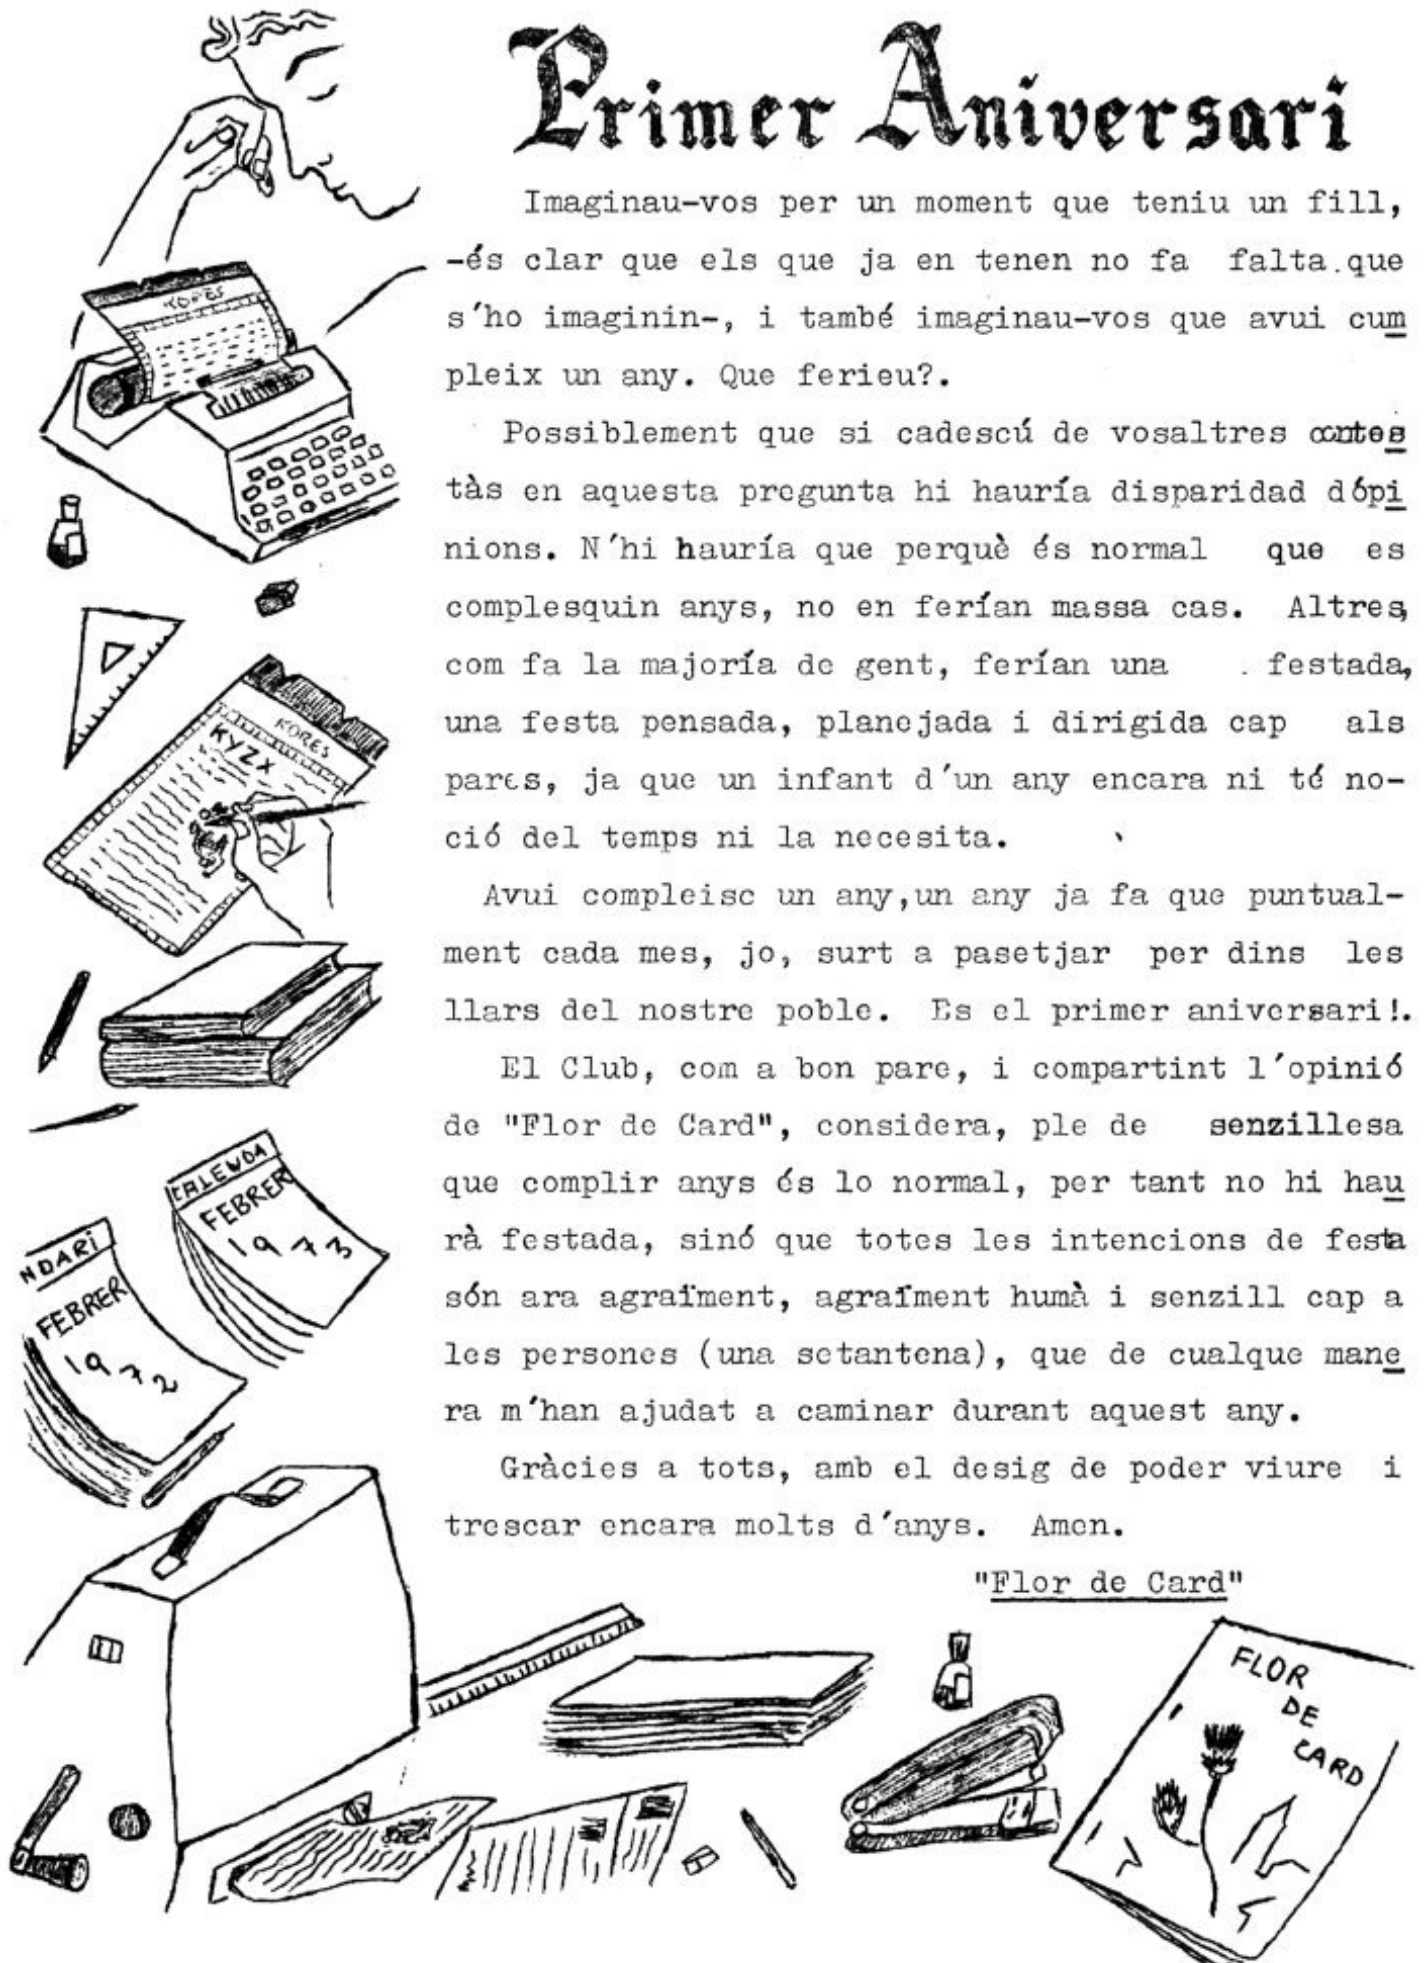 Primer Aniversari
Imaginau-vos per un moment que teniu un fill,
-és clar que els que ja en tenen no fa falta que
s'ho imaginin-, i també imaginau-vos que avui cum
pleix un any. Que ferieu?.
Possiblement que si cadescú de vosaltres contes
tàs en aquesta pregunta hi hauría disparidad dópi
nions. N'hi hauría que perquè és normal que es
complesquin anys, no en ferían massa cas. Altres,
com fa la majoría de gent, ferían una festada,
una festa pensada, planejada i dirigida cap als
pares, ja que un infant d'un any encara ni té no-
ció del temps ni la necesita.
Avui compleisc un any, un any ja fa que puntual-
ment cada mes, jo, surt a pasetjar per dins les
llars del nostre poble. Es el primer aniversari!.
El Club, com a bon pare, i compartint l'opinió
de "Flor de Card", considera, ple de senzillesa
que complir anys és lo normal, per tant no hi hau
rà festada, sinó que totes les intencions de festa
són ara agraïment, agraïment humà i senzill cap a
les persones (una setantena), que de cualque mane
ra m'han ajudat a caminar durant aquest any.
Gràcies a tots, amb el desig de poder viure i
trescar encara molts d'anys. Amen.
"Flor de Card"
KORES
KORES
KYZX
CALENDA
FEBRER
1973
NDARI
FEBRER
1972
FLOR
DE
CARD